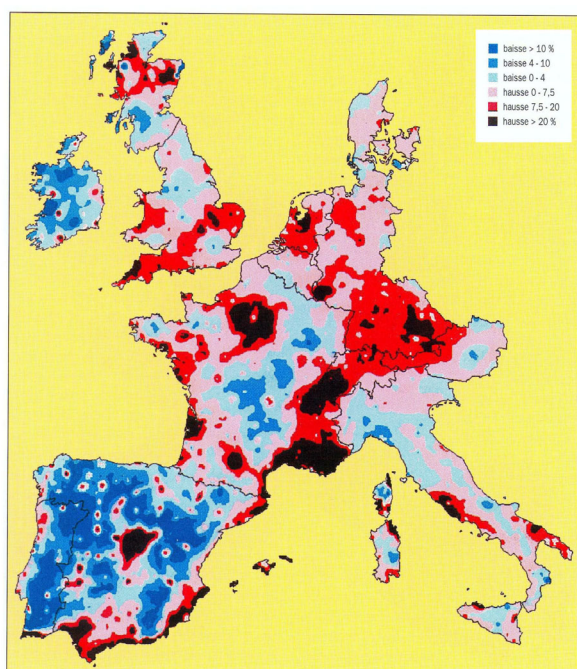 baisse > 10 %
baisse 4 - 10
baisse 0 - 4
hausse 0 - 7,5
hausse 7,5 - 20
hausse > 20 %